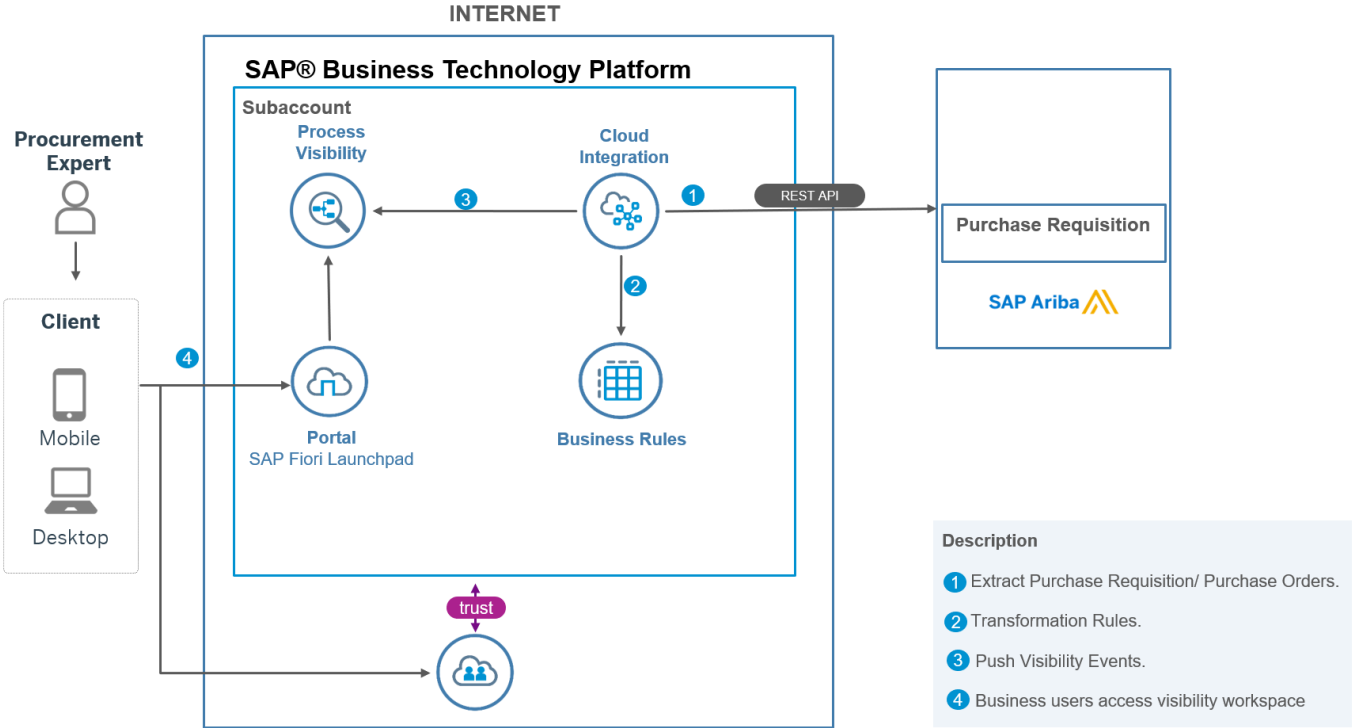 INTERNET
SAP® Business Technology Platform
Subaccount
Process
Visibility
Cloud
Integration
Procurement
Expert
3
1
REST API
Purchase Requisition
2
SAP Ariba
Client
4
Mobile
Desktop
Portal
SAP Fiori Launchpad
Business Rules
trust
Description
1 Extract Purchase Requisition/ Purchase Orders.
2 Transformation Rules.
3 Push Visibility Events.
4 Business users access visibility workspace